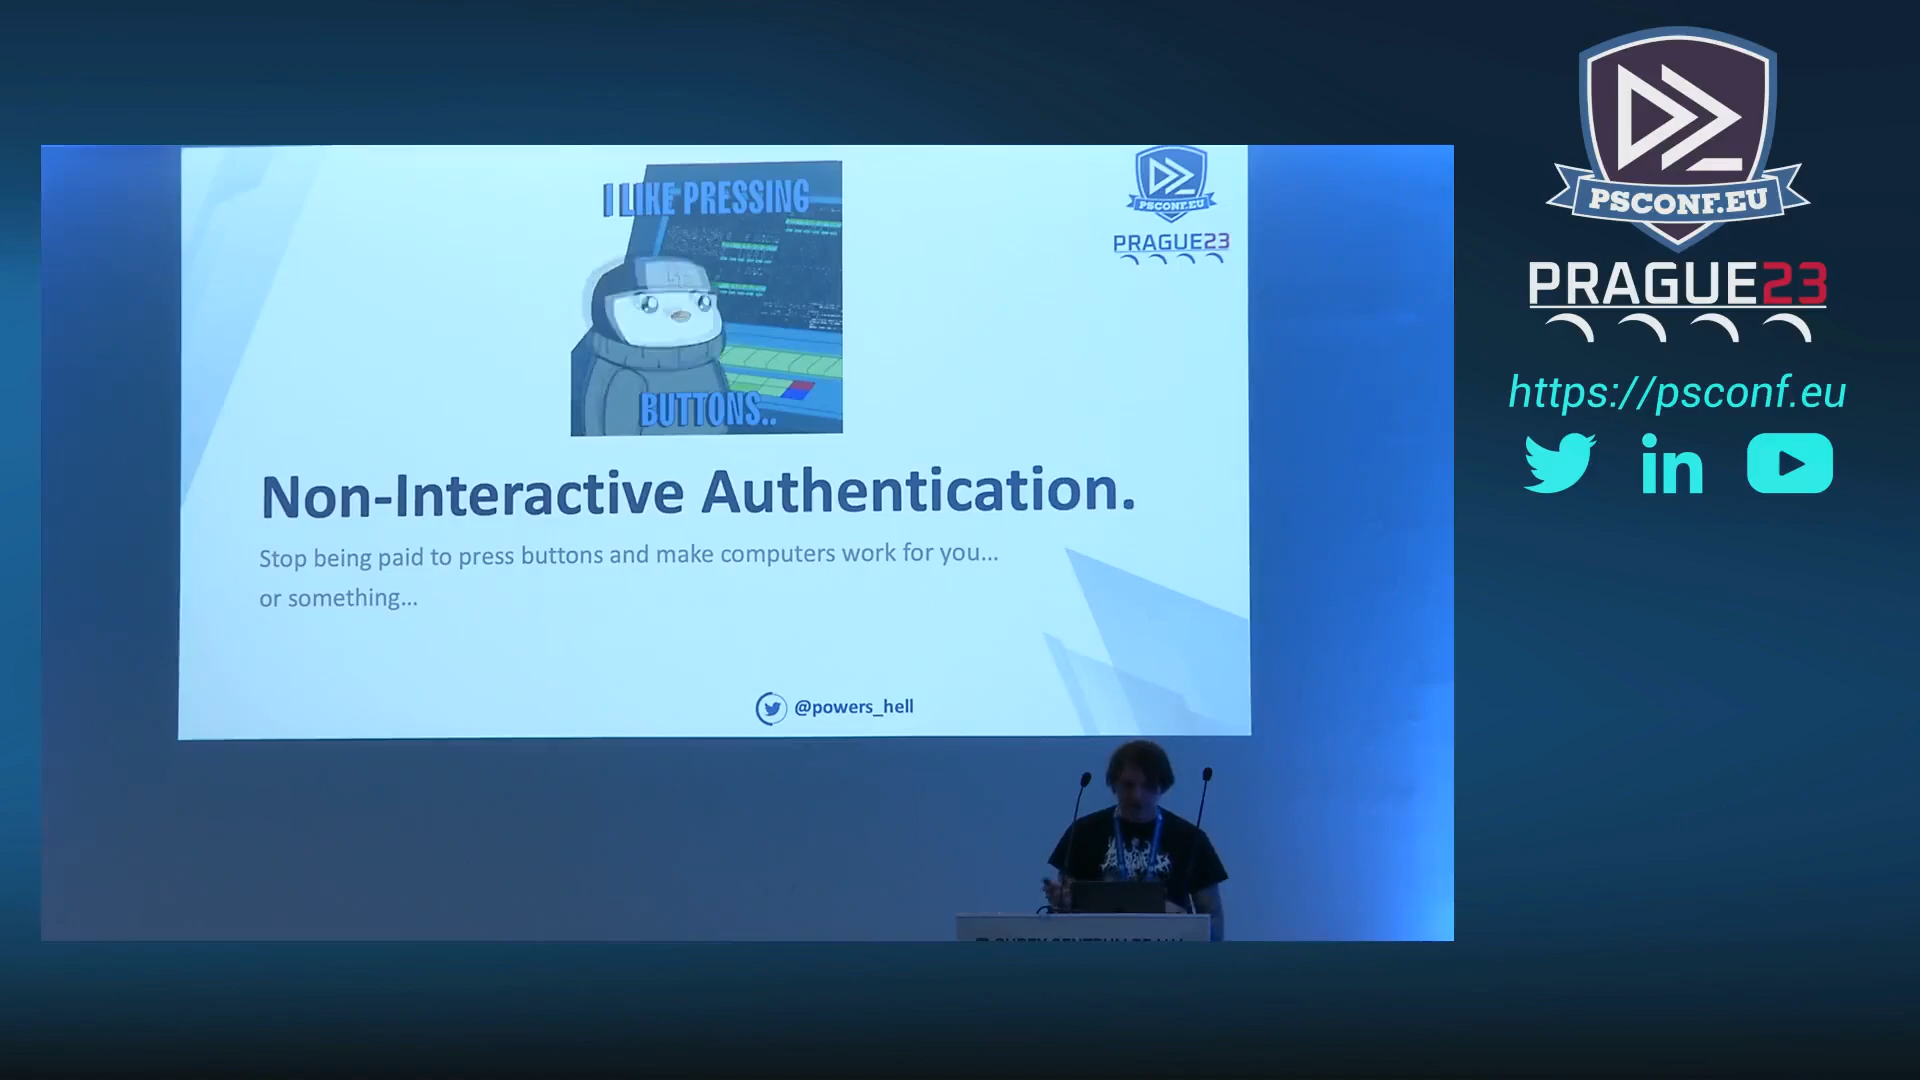 I LIKE PRESSING
BUTTONS..
PSCONF.EU
PRAGUE23
Non-Interactive Authentication.
Stop being paid to press buttons and make computers work for you...
or something...
@powers_hell
PSCONF.EU
PRAGUE23
https://psconf.eu
in